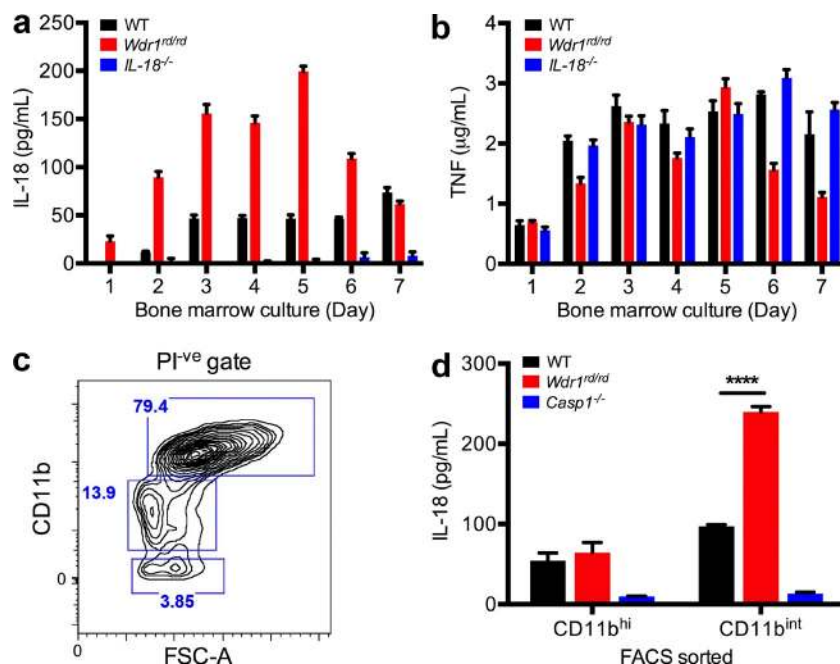 a
WT
Wdr1rd/rd
IL-18-/-
IL-18 (pg/mL)
250
200
150
100
50
0
1 2 3 4 5 6 7
Bone marrow culture (Day)
b
WT
Wdr1rd/rd
IL-18-/-
TNF (µg/mL)
4
3
2
1
0
1 2 3 4 5 6 7
Bone marrow culture (Day)
c
PI-ve gate
79.4
13.9
3.85
CD11b
0
0
FSC-A
d
WT
Wdr1rd/rd
Casp1-/-
****
IL-18 (pg/mL)
300
200
100
0
CD11bhi CD11bint
FACS sorted